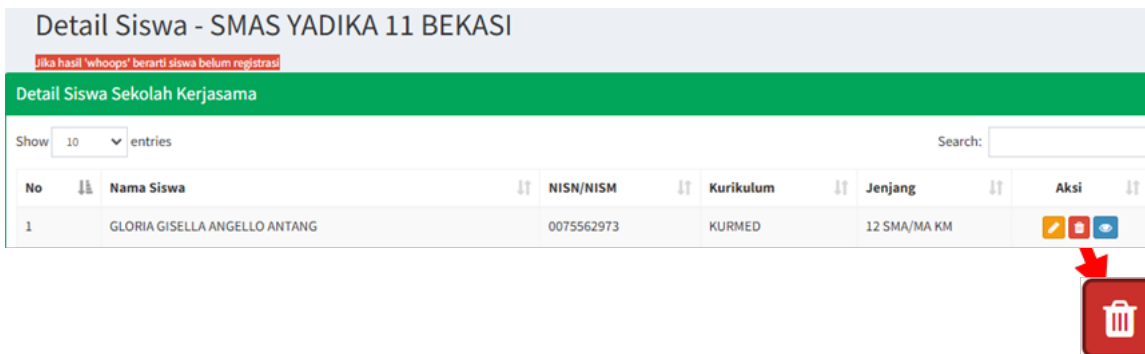 Detail Siswa - SMAS YADIKA 11 BEKASI
Jika hasil 'whoops' berarti siswa belum registrasi
Detail Siswa Sekolah Kerjasama
Show 10 entries Search:
No Nama Siswa NISN/NISM Kurikulum Jenjang Aksi
1 GLORIA GISELLA ANGELLO ANTANG 0075562973 KURMED 12 SMA/MA KM